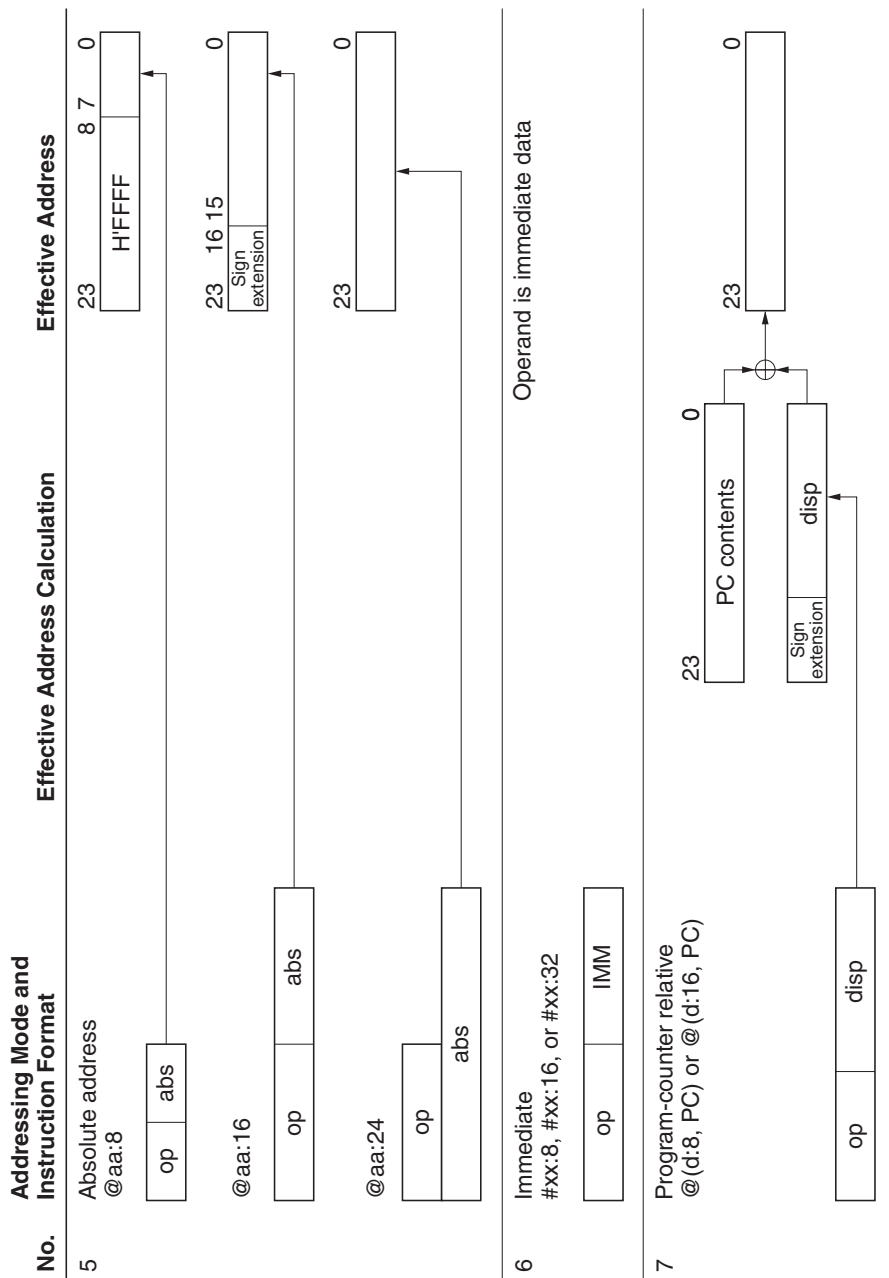 No.
Addressing Mode and
Instruction Format
Effective Address Calculation
Effective Address
5
Absolute address
@aa:8
op
abs
23
8 7
0
H'FFFF
@aa:16
op
abs
23
16 15
0
Sign
extension
@aa:24
op
abs
23
0
6
Immediate
#xx:8, #xx:16, or #xx:32
op
IMM
Operand is immediate data
7
Program-counter relative
@(d:8, PC) or @(d:16, PC)
op
disp
23
0
PC contents
Sign
extension
disp
23
0